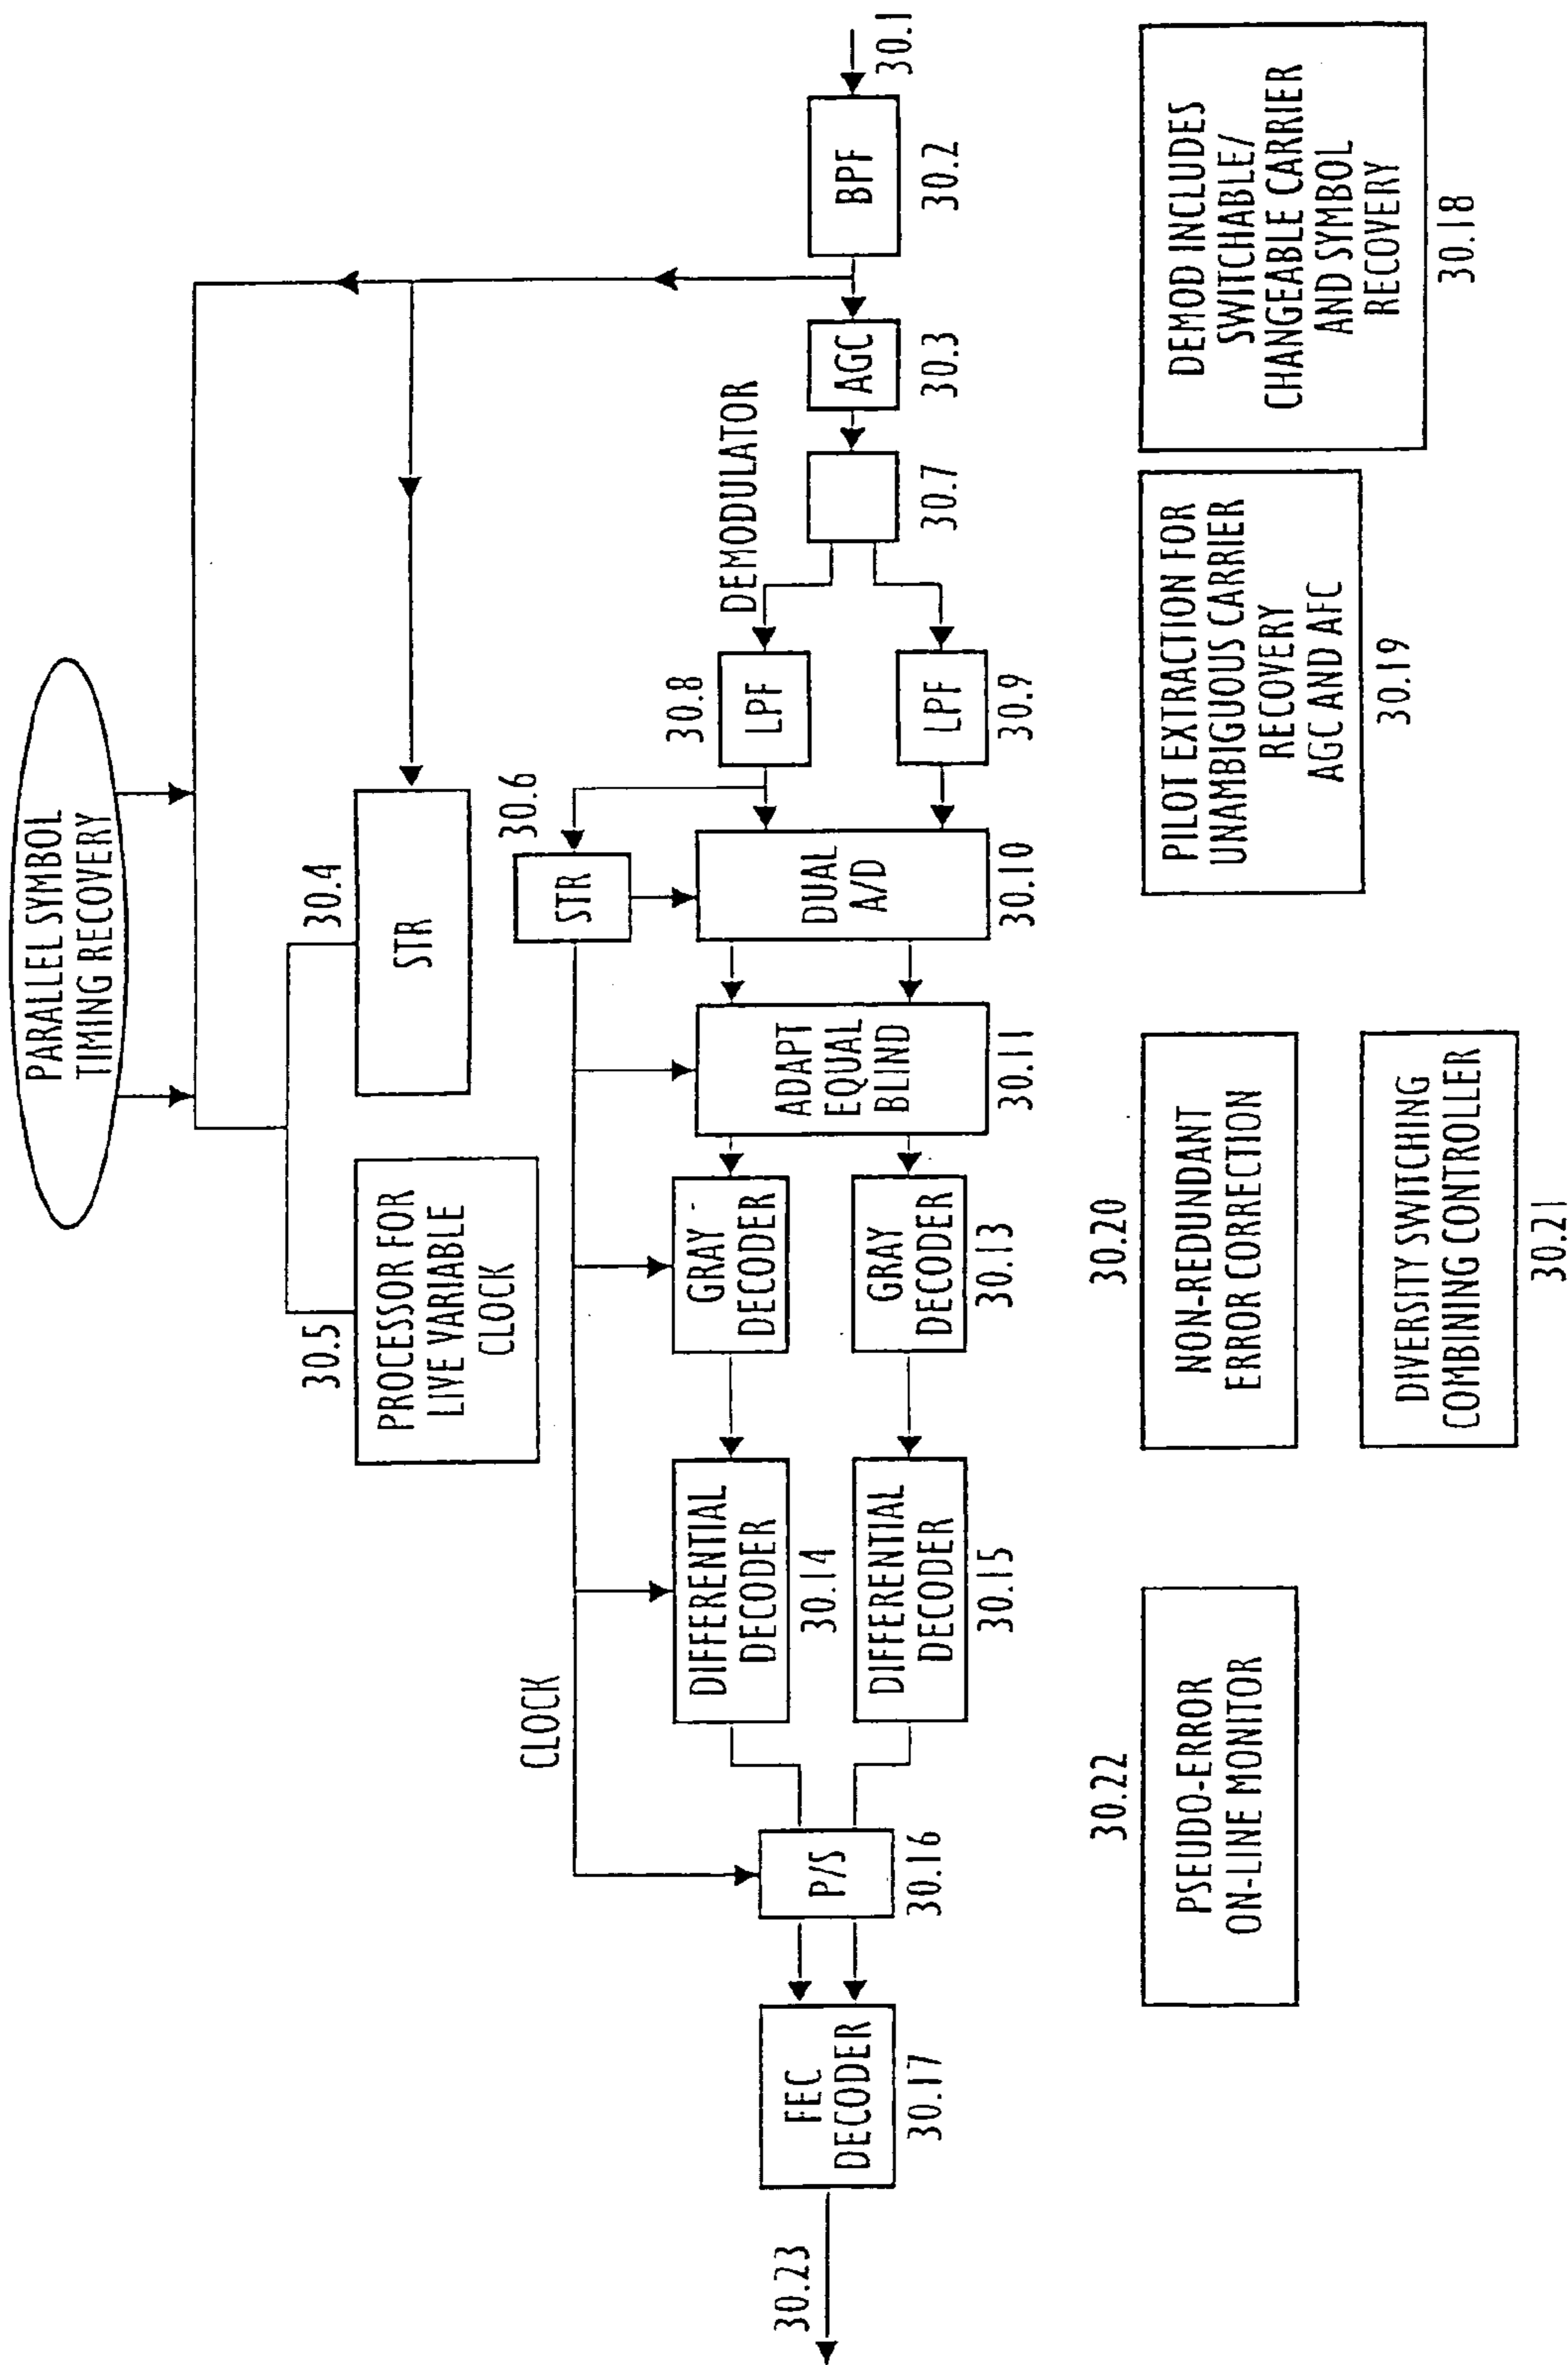 PARALLEL SYMBOL
TIMING RECOVERY
30.5
PROCESSOR FOR
LIVE VARIABLE
CLOCK
30.4
STR
CLOCK
30.6
STR
DEMODULATOR
30.23
FEC
DECODER
30.17
P/S
30.16
DIFFERENTIAL
DECODER
30.14
DIFFERENTIAL
DECODER
30.15
GRAY
DECODER
GRAY
DECODER
30.13
ADAPT
EQUAL
BLIND
30.11
DUAL
A/D
30.10
30.8
LPF
LPF
30.9
30.7
AGC
30.3
BPF
30.2
30.1
30.22
PSEUDO-ERROR
ON-LINE MONITOR
30.20
NON-REDUNDANT
ERROR CORRECTION
DIVERSITY SWITCHING
COMBINING CONTROLLER
30.21
PILOT EXTRACTION FOR
UNAMBIGUOUS CARRIER
RECOVERY
AGC AND AFC
30.19
DEMOD INCLUDES
SWITCHABLE/
CHANGEABLE CARRIER
AND SYMBOL
RECOVERY
30.18